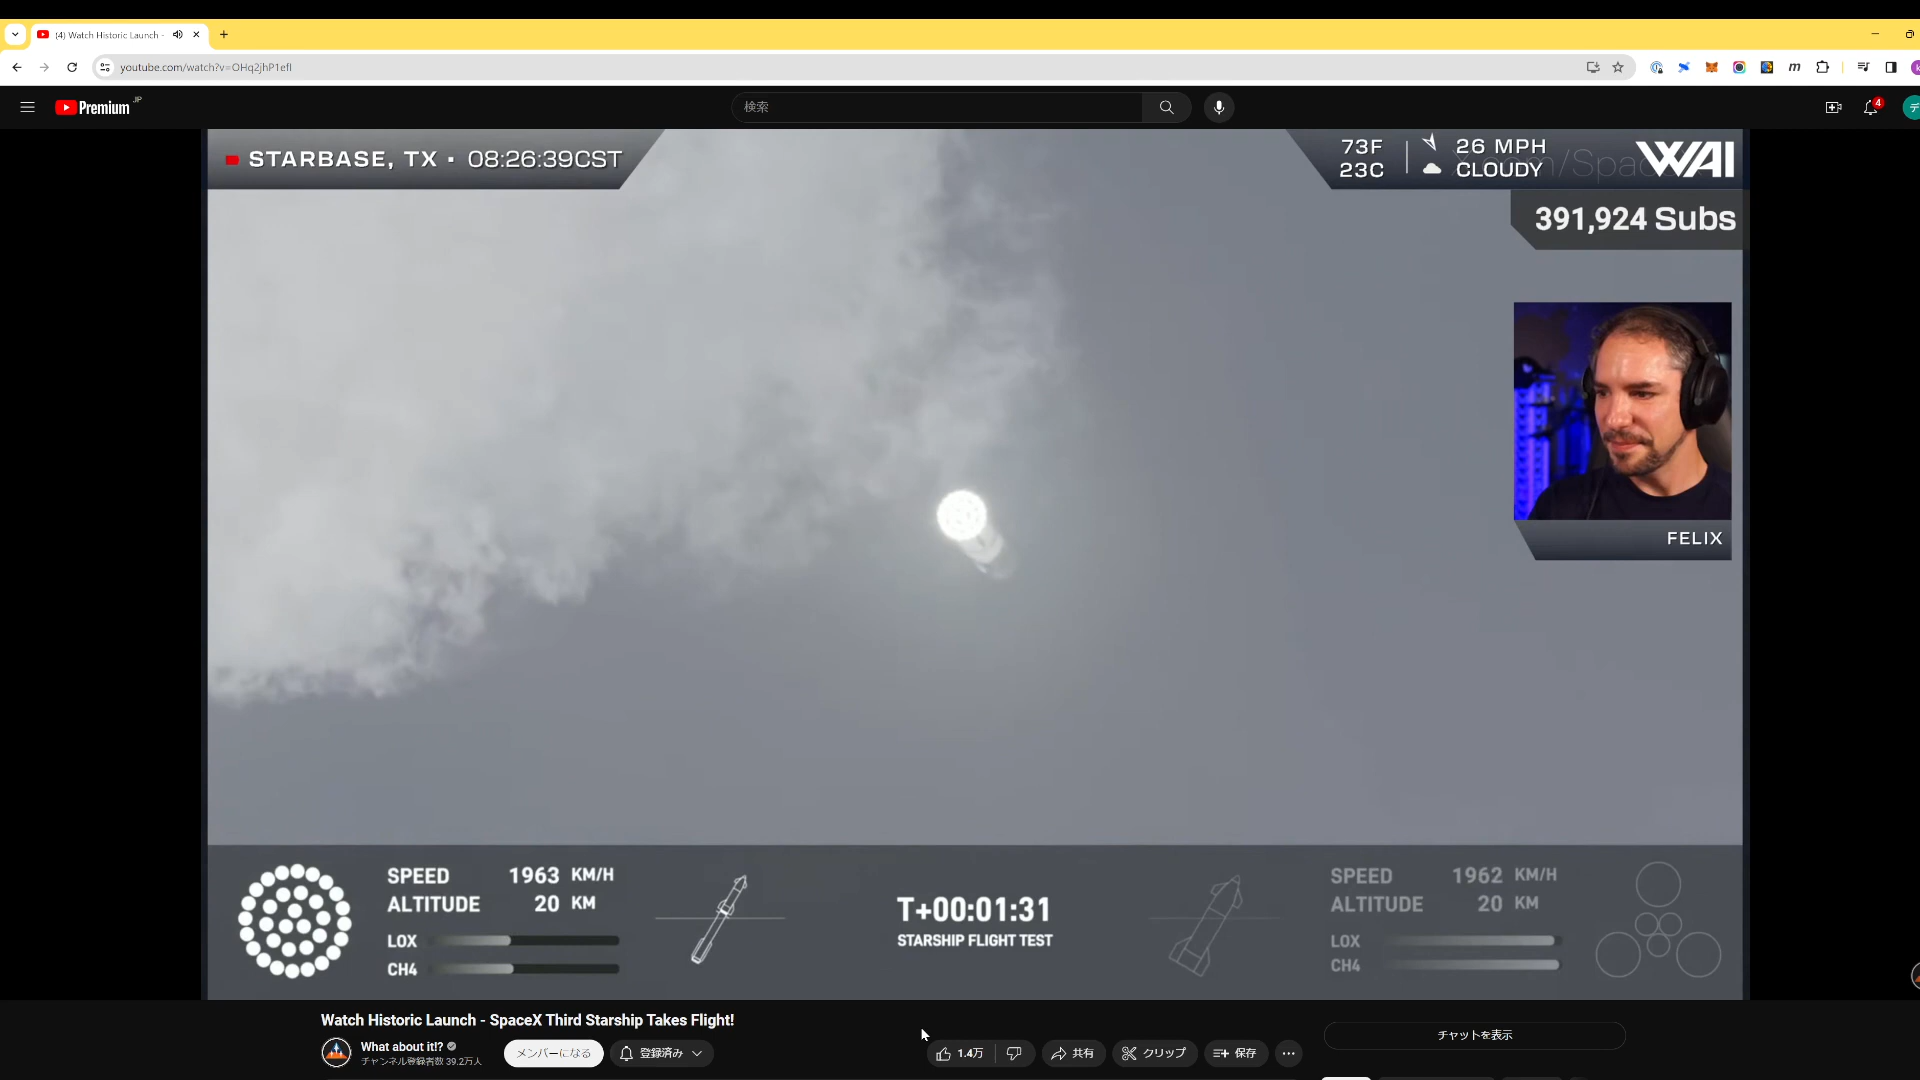 (4) Watch Historic Launch -
youtube.com/watch?v=OHq2jhP1efI
Premium JP
検索
4
デ
STARBASE, TX · 08:26:39CST
73F
23C
26 MPH
CLOUDY
WAI
391,924 Subs
FELIX
SPEED 1963 KM/H
ALTITUDE 20 KM
LOX
CH4
T+00:01:31
STARSHIP FLIGHT TEST
SPEED 1962 KM/H
ALTITUDE 20 KM
LOX
CH4
Watch Historic Launch - SpaceX Third Starship Takes Flight!
What about it!?
チャンネル登録者数 39.2万人
メンバーになる
登録済み
1.4万
共有
クリップ
保存
チャットを表示